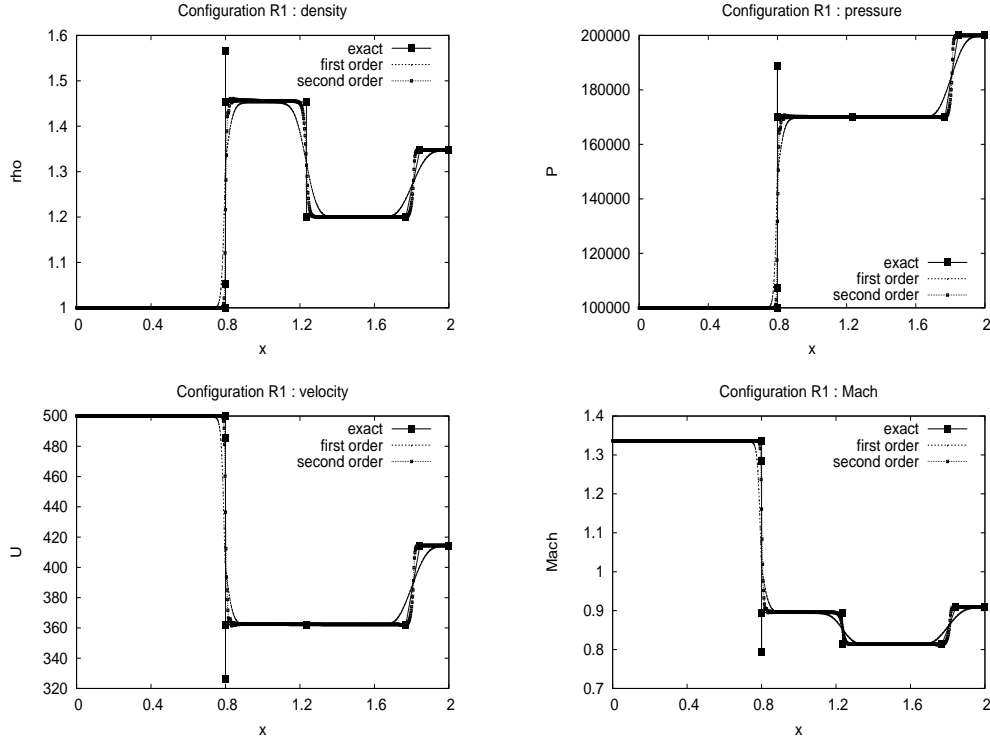 Configuration R1 : density
1.6
1.5
1.4
1.3
1.2
1.1
1
rho
exact
first order
second order
0 0.4 0.8 1.2 1.6 2
x
Configuration R1 : pressure
200000
180000
160000
140000
120000
100000
P
exact
first order
second order
0 0.4 0.8 1.2 1.6 2
x
Configuration R1 : velocity
500
480
460
440
420
400
380
360
340
320
U
exact
first order
second order
0 0.4 0.8 1.2 1.6 2
x
Configuration R1 : Mach
1.4
1.3
1.2
1.1
1
0.9
0.8
0.7
Mach
exact
first order
second order
0 0.4 0.8 1.2 1.6 2
x